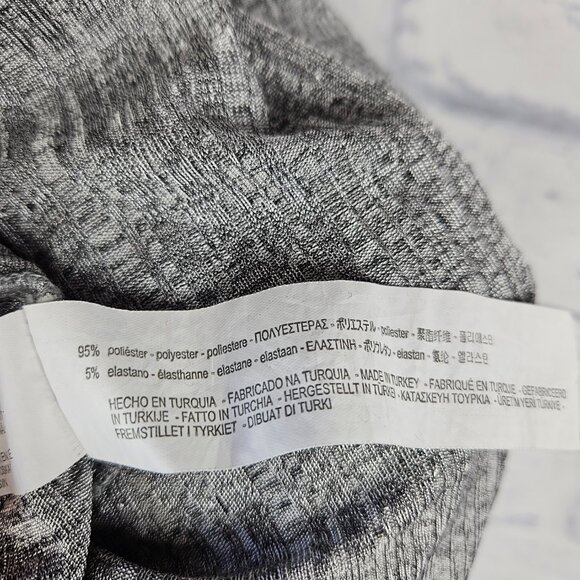 95% poliéster - polyester - poliestere - ΠΟΛΥΕΣΤΕΡΑΣ - ポリエステル - poliester - 聚酯纤维 - 폴리에스터
5% elastano - élasthanne - elastane - elastaan - ΕΛΑΣΤΙΝΗ - ポリウレタン - elastan - 氨纶 - 엘라스탄
HECHO EN TURQUIA - FABRICADO NA TURQUIA - MADE IN TURKEY - FABRIQUÉ EN TURQUIE - GEFABRICEERD
IN TURKIJE - FATTO IN TURCHIA - HERGESTELLT IN TÜRKEI - ΚΑΤΑΣΚΕΥΗ ΤΟΥΡΚΙΑ - ÜRETIM YERI TÜRKIYE -
FREMSTILLET I TYRKIET - DIBUAT DI TURKI